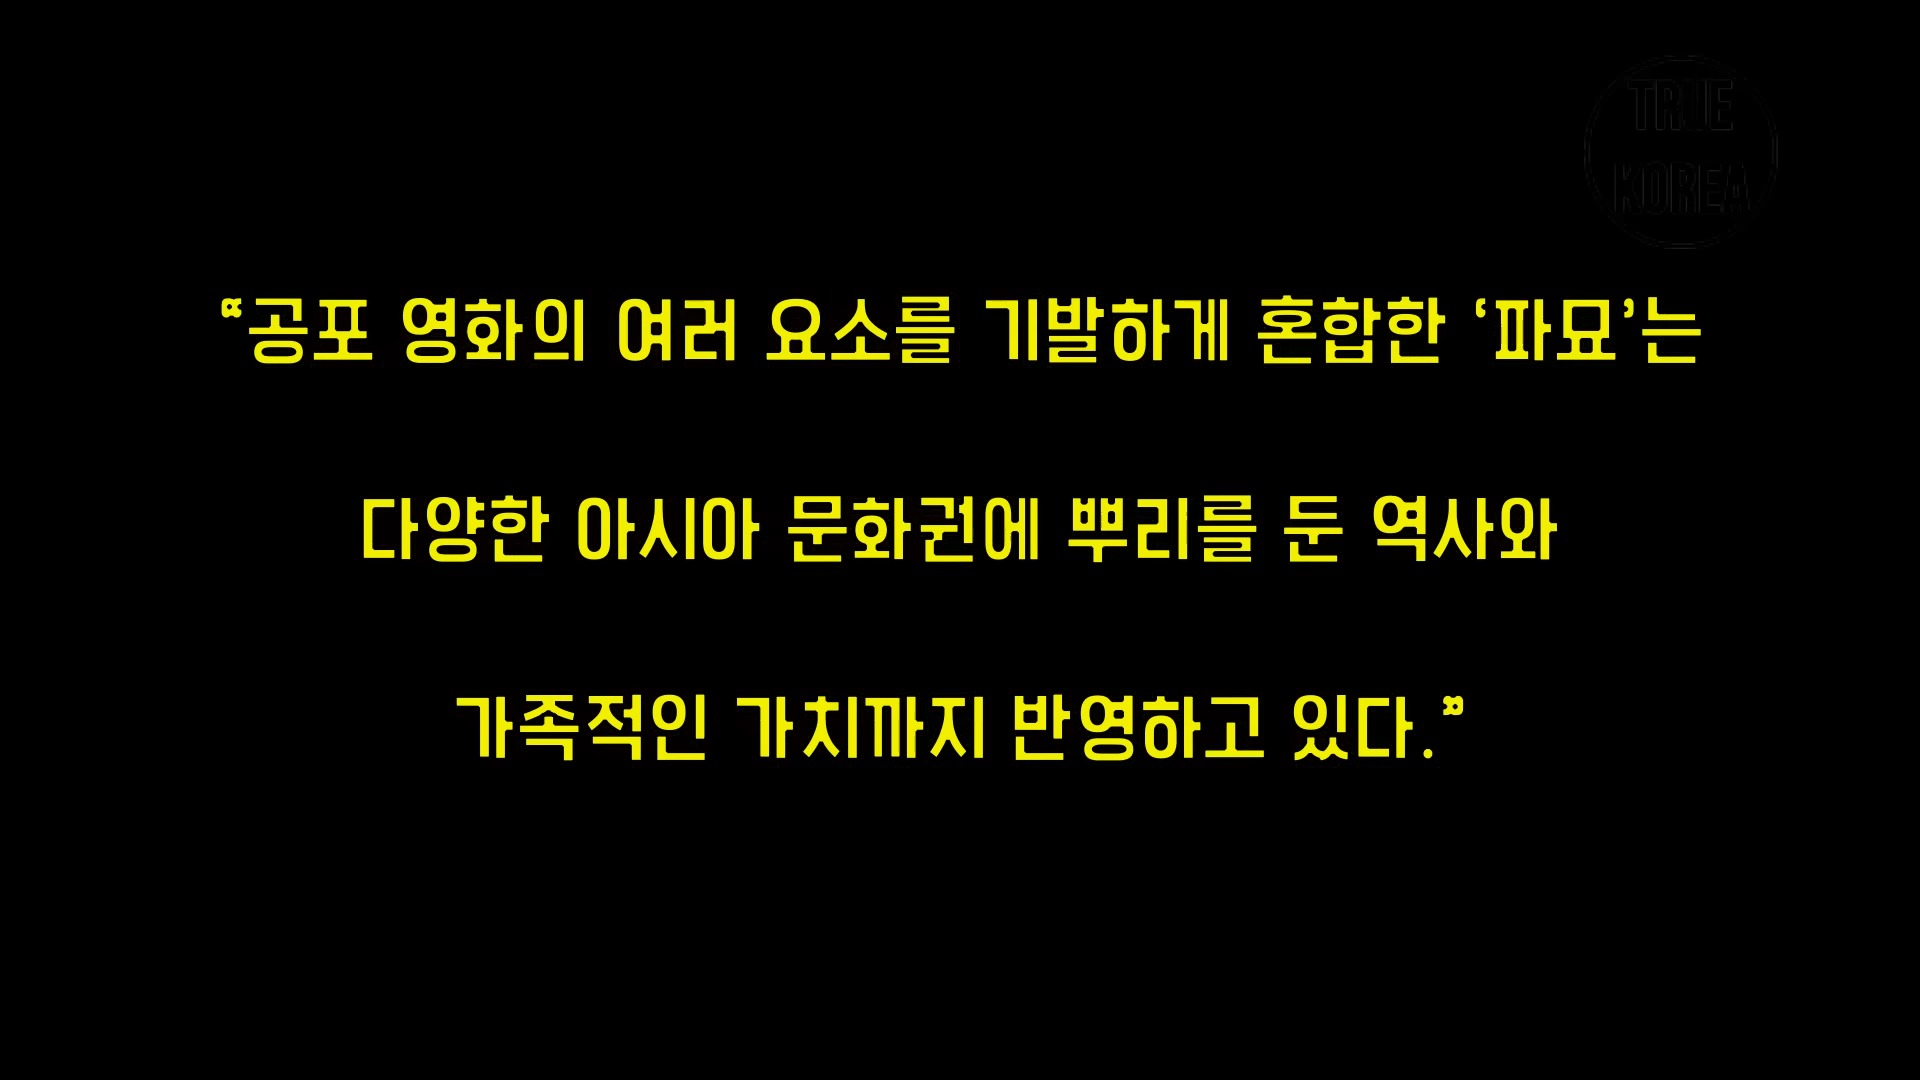 TRUE
KOREA
“공포 영화의 여러 요소를 기발하게 혼합한 ‘파묘’는
다양한 아시아 문화권에 뿌리를 둔 역사와
가족적인 가치까지 반영하고 있다.”